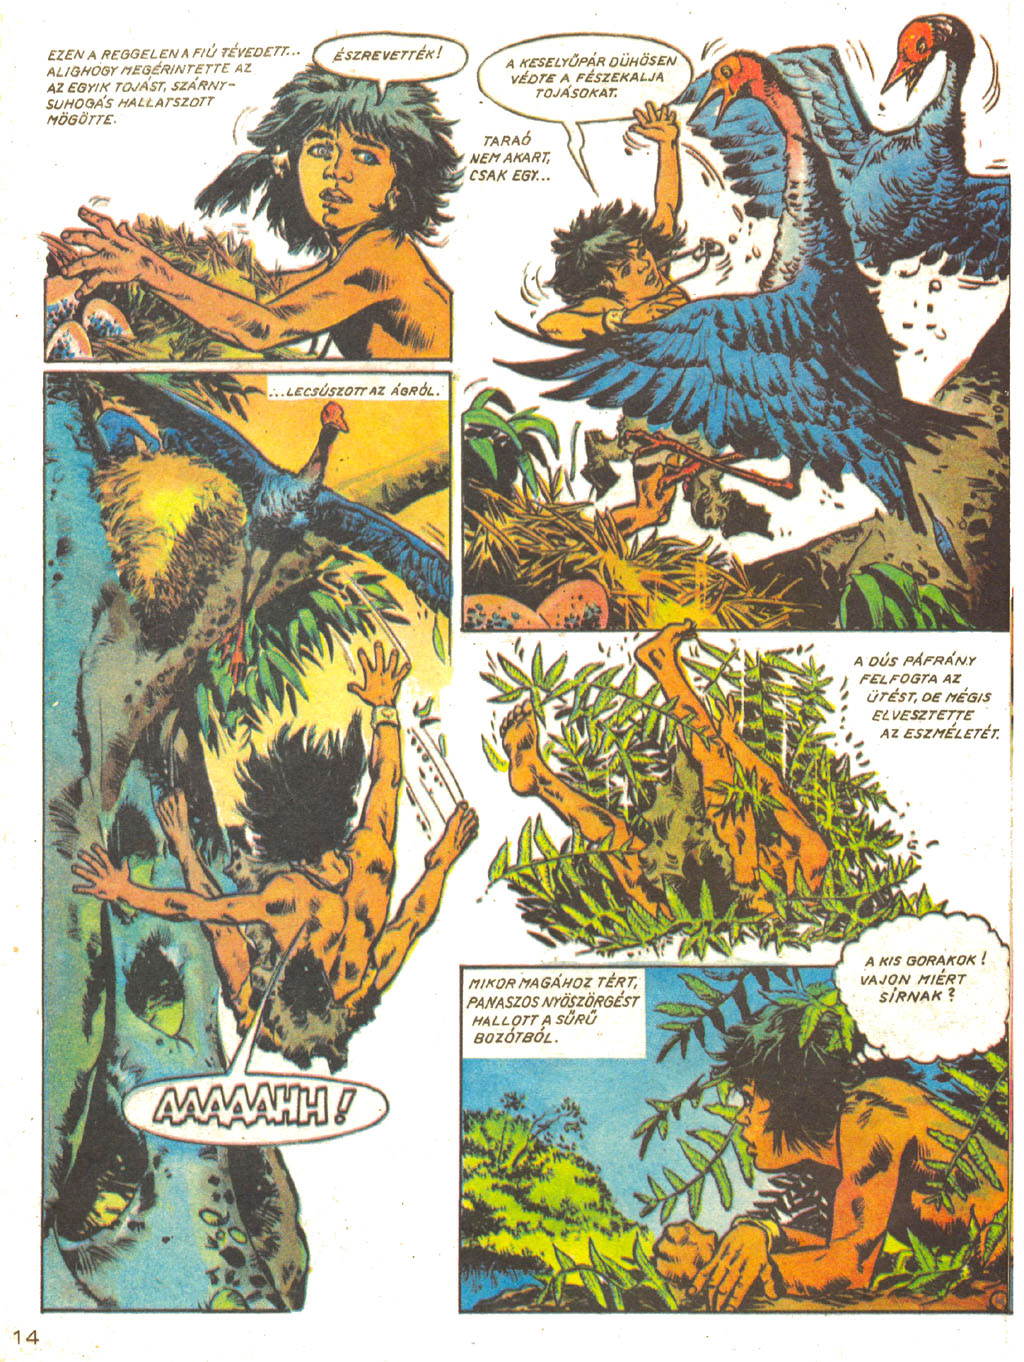 EZEN A REGGELEN A FIÚ TÉVEDETT...
ALIGHOGY MEGÉRINTETTE AZ
AZ EGYIK TOJÁST, SZÁRNY-
SUHOGÁS HALLATSZOTT
MÖGÖTTE.
ÉSZREVETTÉK!
A KESELYŰPÁR DÜHÖSEN
VÉDTE A FÉSZEKALJA
TOJÁSOKAT.
TARAÓ
NEM AKART,
CSAK EGY...
...LECSÚSZOTT AZ ÁGRÓL.
AAAAAHH!
A DÚS PÁFRÁNY
FELFOGTA AZ
ÜTÉST, DE MÉGIS
ELVESZTETTE
AZ ESZMÉLETÉT.
MIKOR MAGÁHOZ TÉRT,
PANASZOS NYÖSZÖRGÉST
HALLOTT A SŰRŰ
BOZÓTBÓL.
A KIS GORAKOK!
VAJON MIÉRT
SÍRNAK?
14